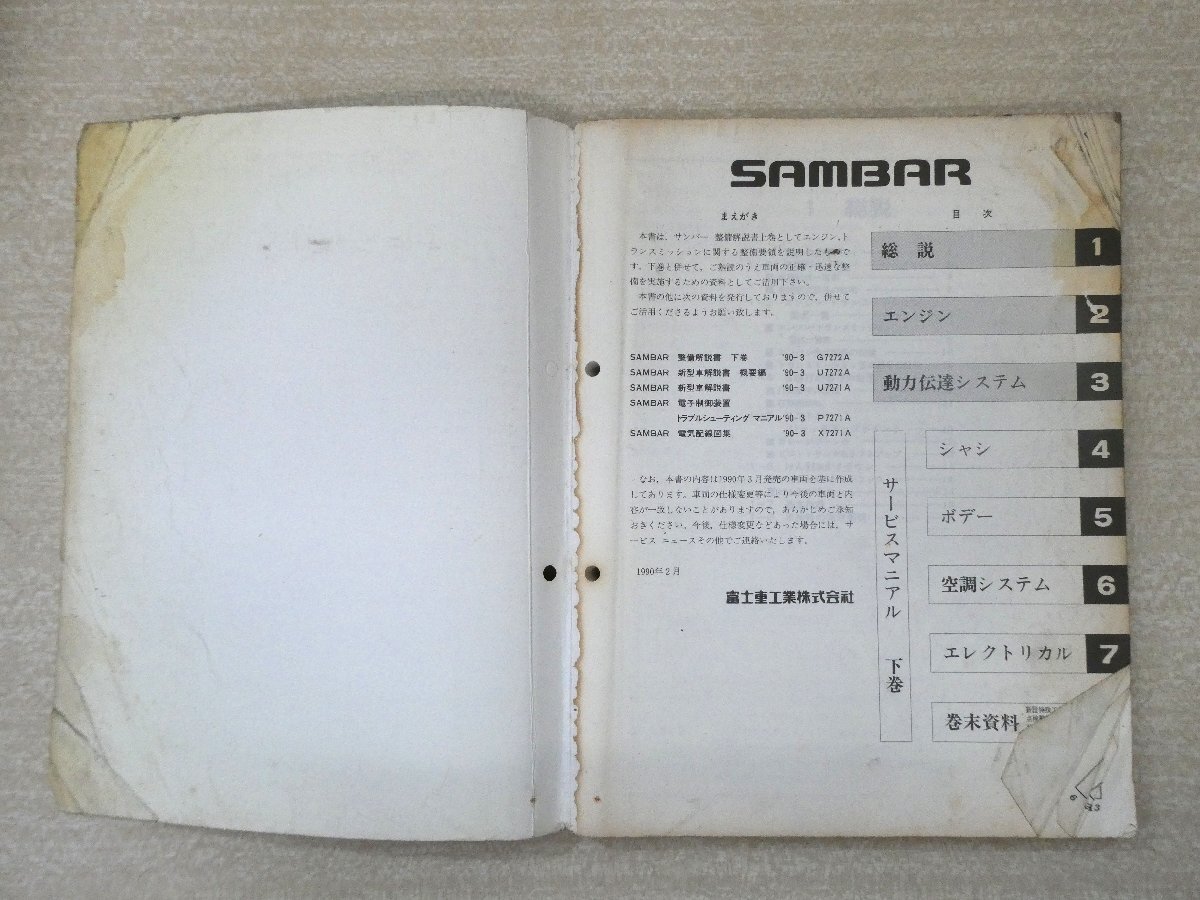 SAMBAR
まえがき
本書は、サンバー 整備解説書上巻としてエンジン、ト
ランスミッションに関する整備要領を説明したもので
す。下巻と併せて、ご熟読のうえ車両の正確・迅速な整
備を実施するための資料としてご活用下さい。
本書の他に次の資料を発行しておりますので、併せて
ご活用くださるようお願い致します。
SAMBAR 整備解説書 下巻 '90-3 G7272A
SAMBAR 新型車解説書 概要編 '90-3 U7272A
SAMBAR 新型車解説書 '90-3 U7271A
SAMBAR 電子制御装置
トラブルシューティング マニアル '90-3 P7271A
SAMBAR 電気配線図集 '90-3 X7271A
なお、本書の内容は1990年3月発売の車両を基に作成
してあります。車両の仕様変更等により今後の車両と内
容が一致しないことがありますので、あらかじめご承知
おきください。今後、仕様変更などあった場合には、サ
ービス ニュースその他でご連絡いたします。
1990年2月
富士重工業株式会社
目 次
総 説 1
エンジン 2
動力伝達システム 3
サービスマニアル 下巻
シャシ 4
ボデー 5
空調システム 6
エレクトリカル 7
巻末資料